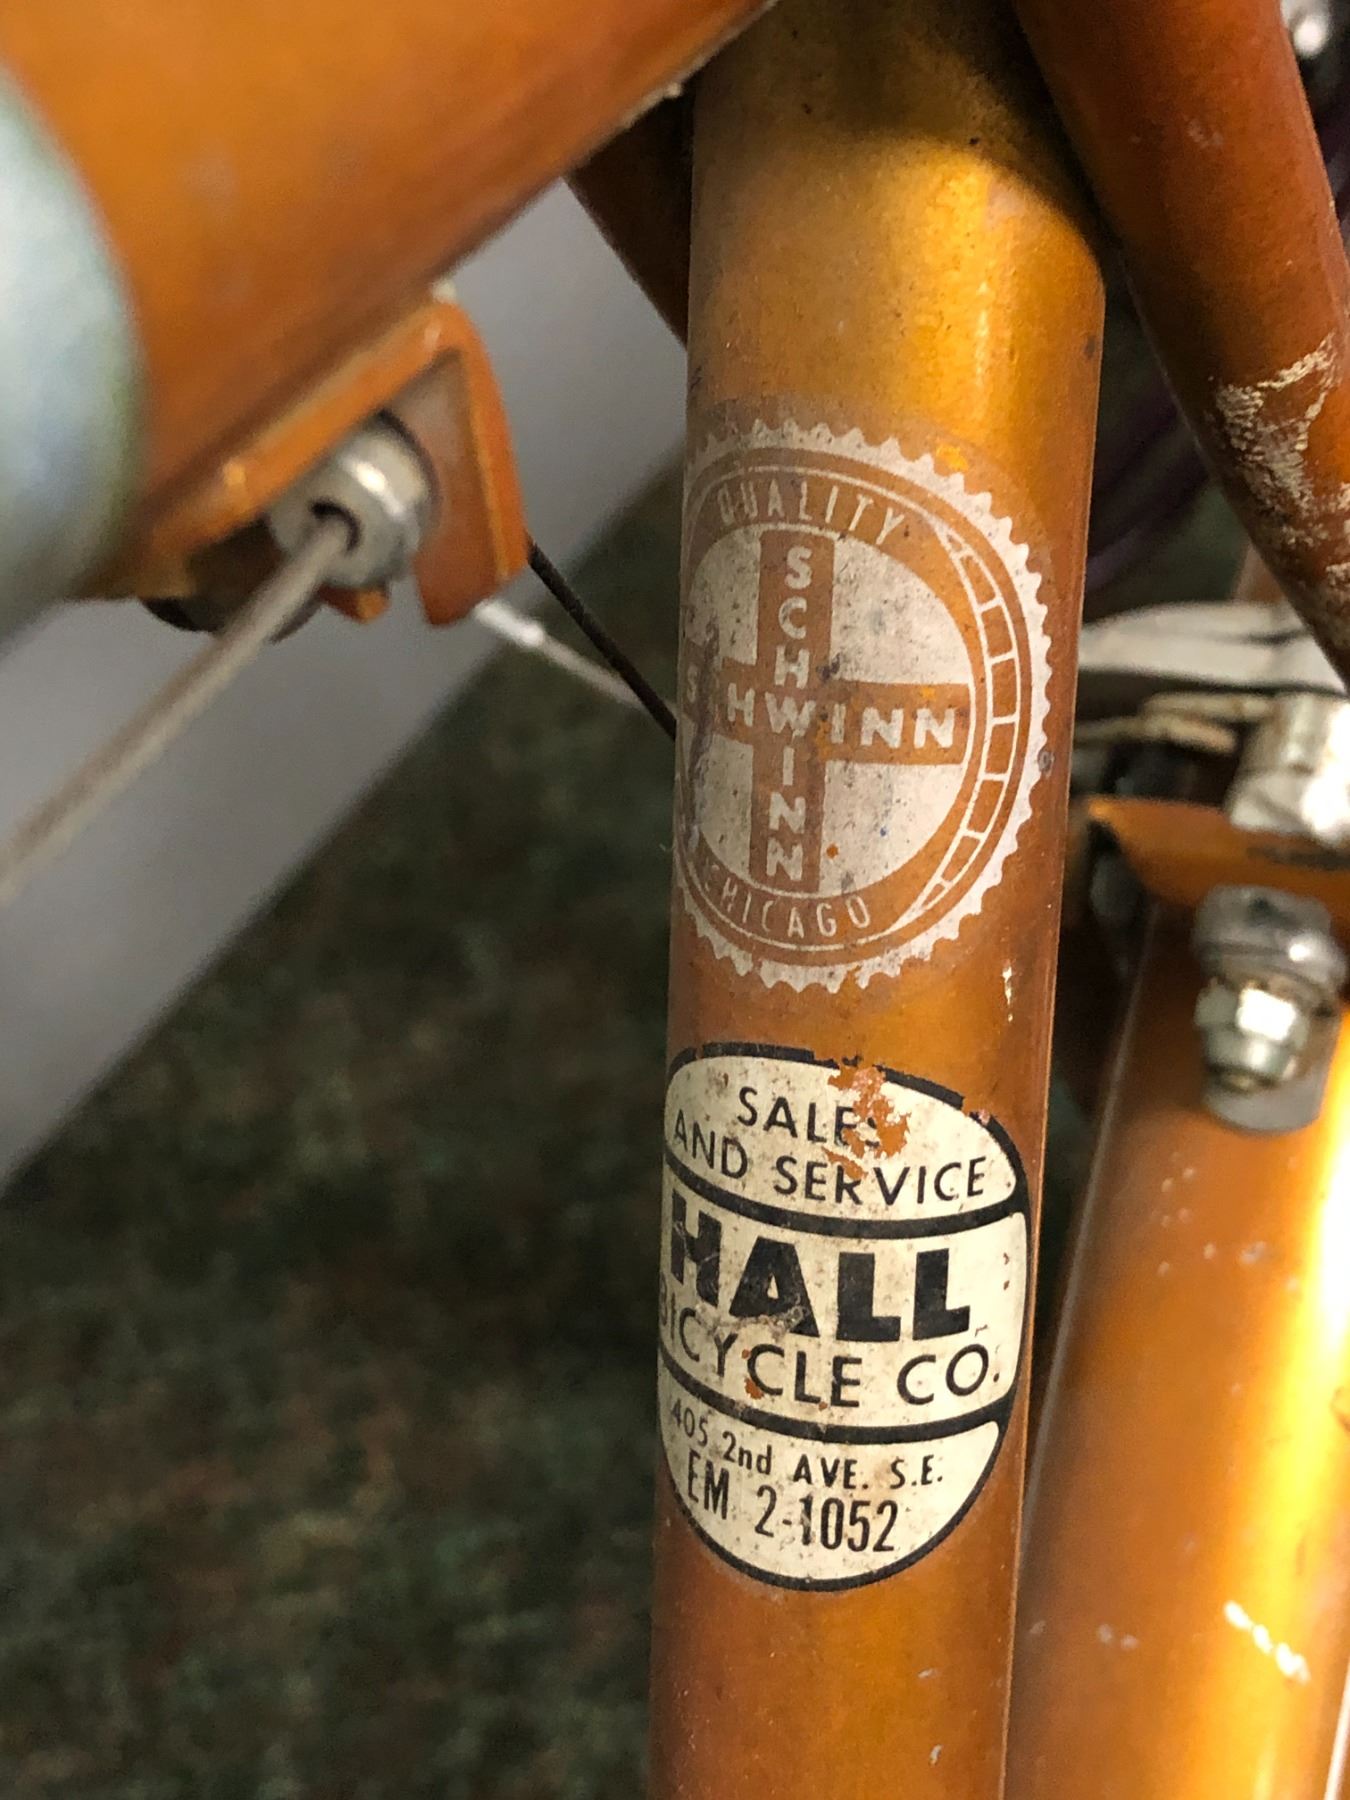 QUALITY
SCHWINN
SCHWINN
CHICAGO
SALES
AND SERVICE
HALL
BICYCLE CO.
405 2nd AVE. S.E.
EM 2-1052